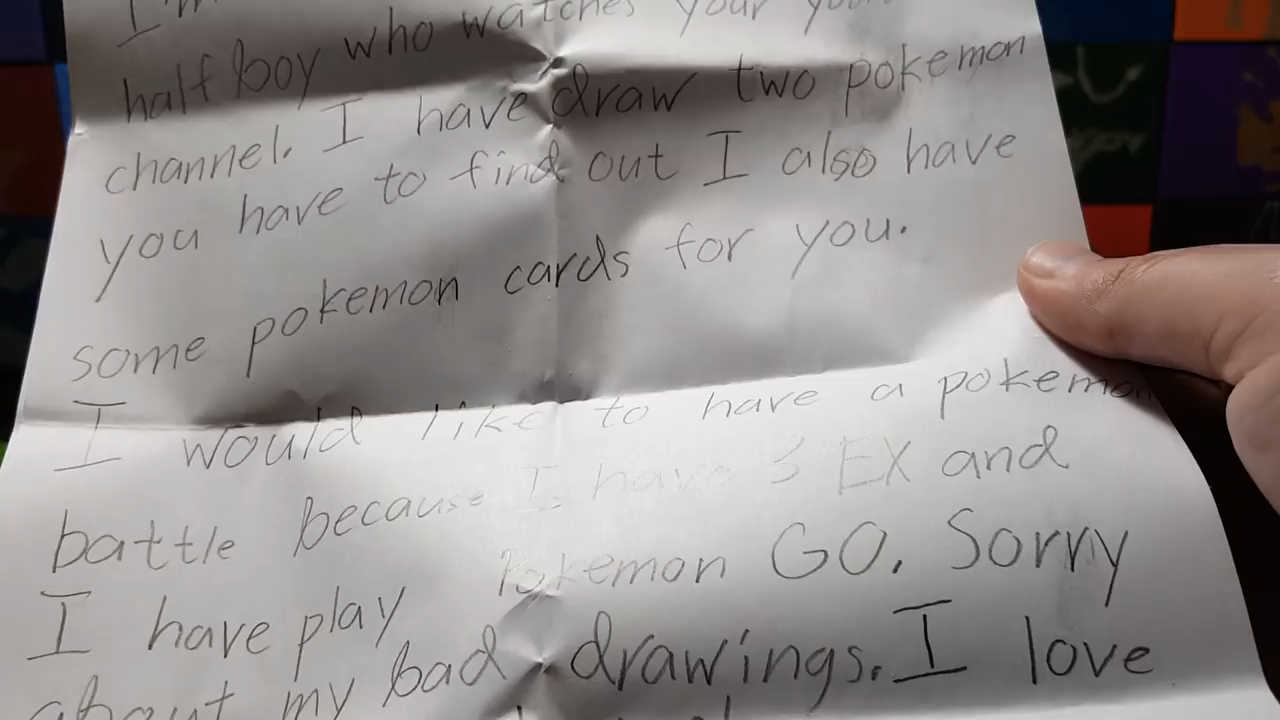 I'm
half boy who watches your
channel. I have draw two pokemon
you have to find out I also have
some pokemon cards for you.
I would like to have a pokemon
battle because I have 3 EX and
I have play Pokemon GO. Sorry
about my bad drawings. I love